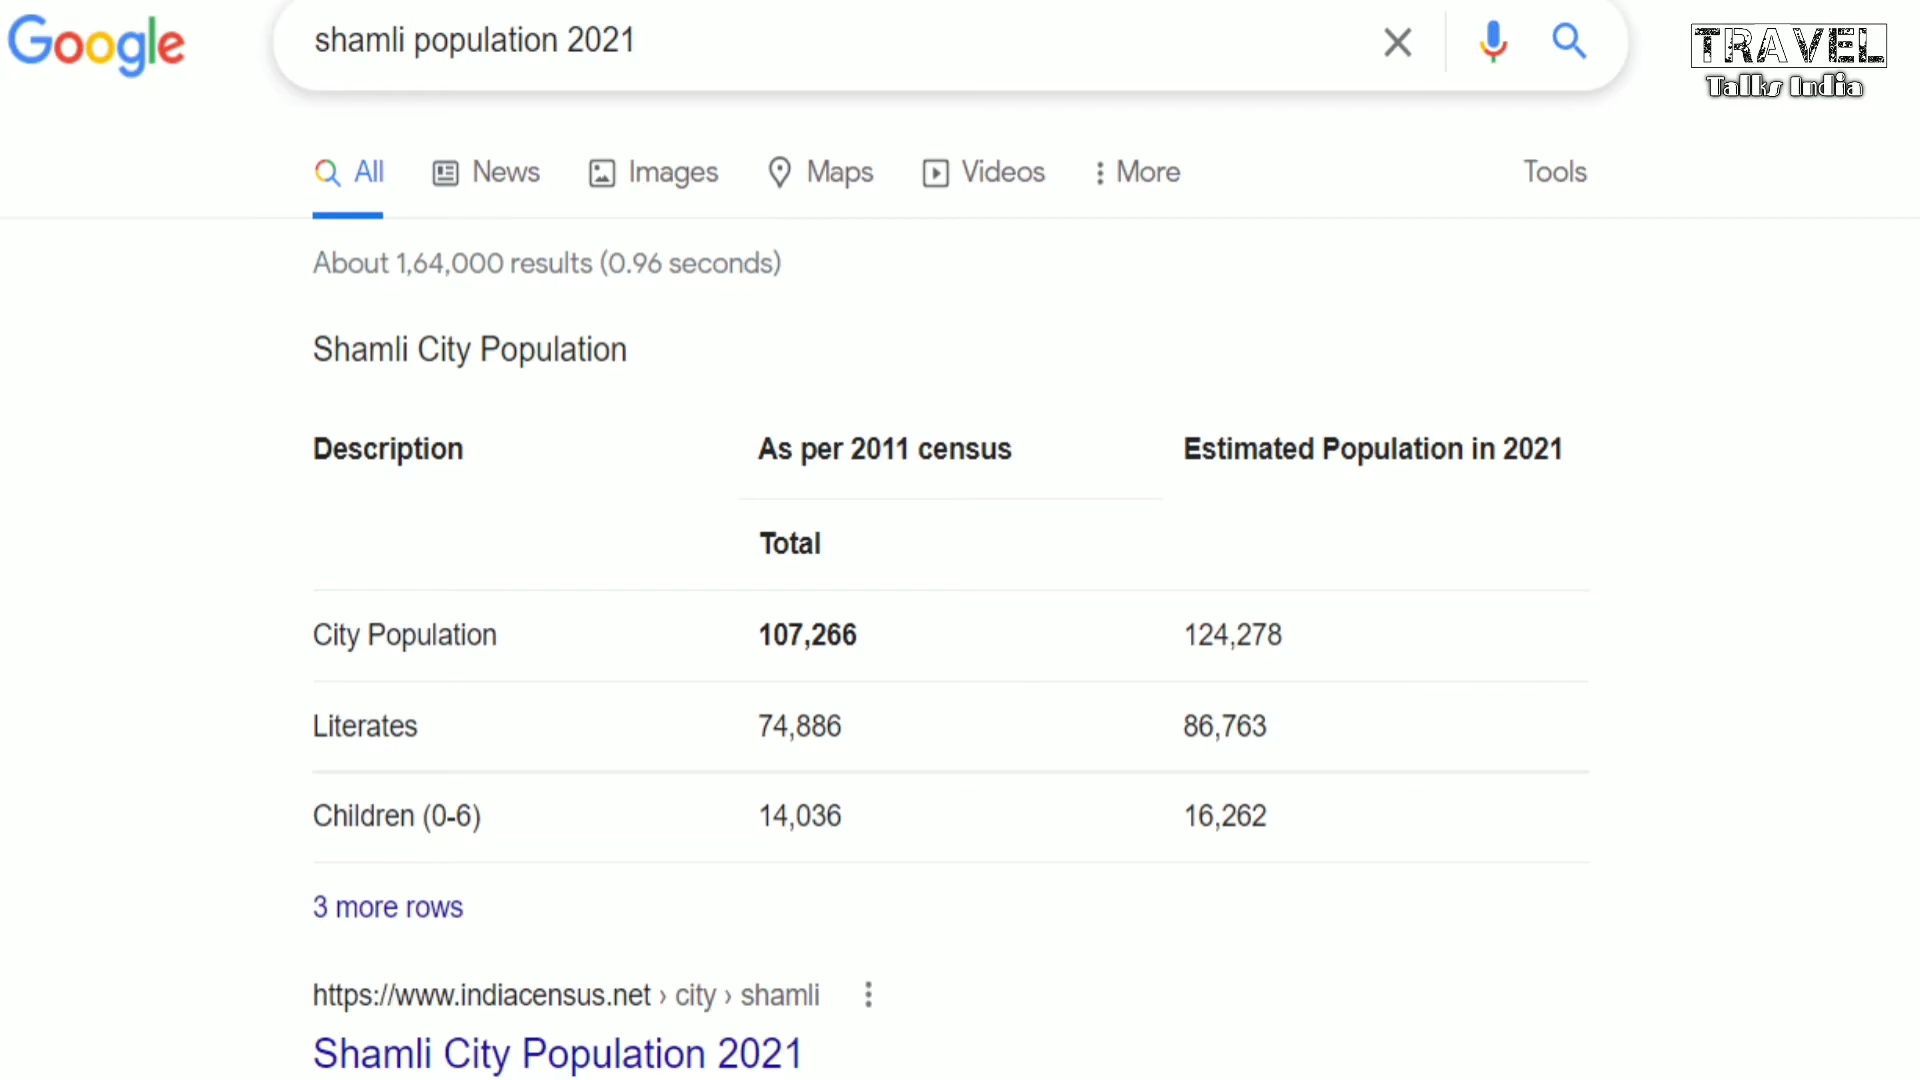 Google
shamli population 2021
TRAVEL
Talks India
All News Images Maps Videos More Tools
About 1,64,000 results (0.96 seconds)
Shamli City Population
Description As per 2011 census Estimated Population in 2021
Total
City Population 107,266 124,278
Literates 74,886 86,763
Children (0-6) 14,036 16,262
3 more rows
https://www.indiacensus.net › city › shamli
Shamli City Population 2021